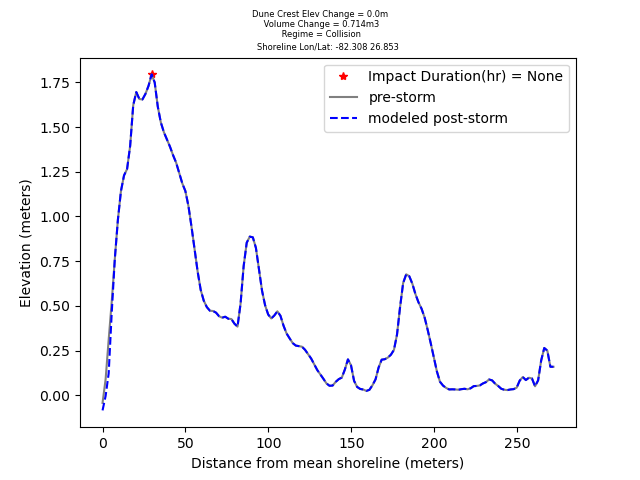 Dune Crest Elev Change = 0.0m
Volume Change = 0.714m3
Regime = Collision
Shoreline Lon/Lat: -82.308 26.853
Impact Duration(hr) = None
pre-storm
modeled post-storm
Elevation (meters)
1.75
1.50
1.25
1.00
0.75
0.50
0.25
0.00
0 50 100 150 200 250
Distance from mean shoreline (meters)